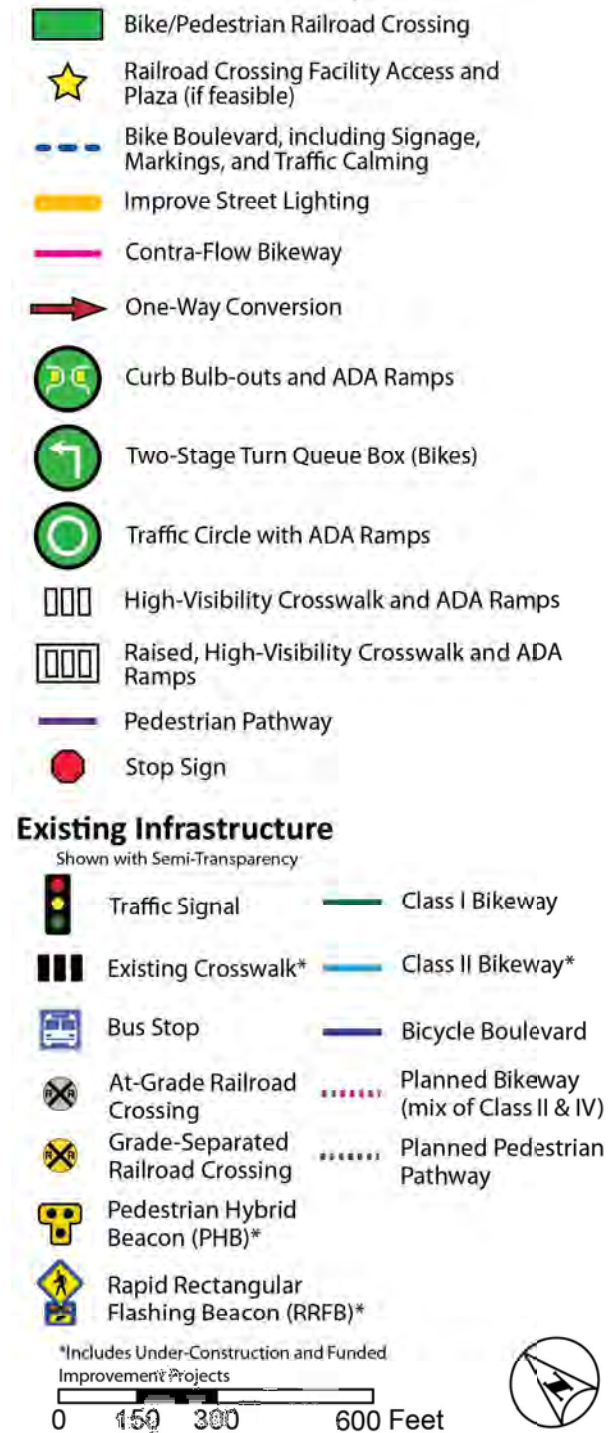 Bike/Pedestrian Railroad Crossing
Railroad Crossing Facility Access and
Plaza (if feasible)
Bike Boulevard, including Signage,
Markings, and Traffic Calming
Improve Street Lighting
Contra-Flow Bikeway
One-Way Conversion
Curb Bulb-outs and ADA Ramps
Two-Stage Turn Queue Box (Bikes)
Traffic Circle with ADA Ramps
High-Visibility Crosswalk and ADA Ramps
Raised, High-Visibility Crosswalk and ADA
Ramps
Pedestrian Pathway
Stop Sign
Existing Infrastructure
Shown with Semi-Transparency
Traffic Signal
Existing Crosswalk*
Bus Stop
R R
At-Grade Railroad
Crossing
R R
Grade-Separated
Railroad Crossing
Pedestrian Hybrid
Beacon (PHB)*
Rapid Rectangular
Flashing Beacon (RRFB)*
Class I Bikeway
Class II Bikeway*
Bicycle Boulevard
Planned Bikeway
(mix of Class II & IV)
Planned Pedestrian
Pathway
*Includes Under-Construction and Funded
Improvement Projects
0 150 300 600 Feet
N